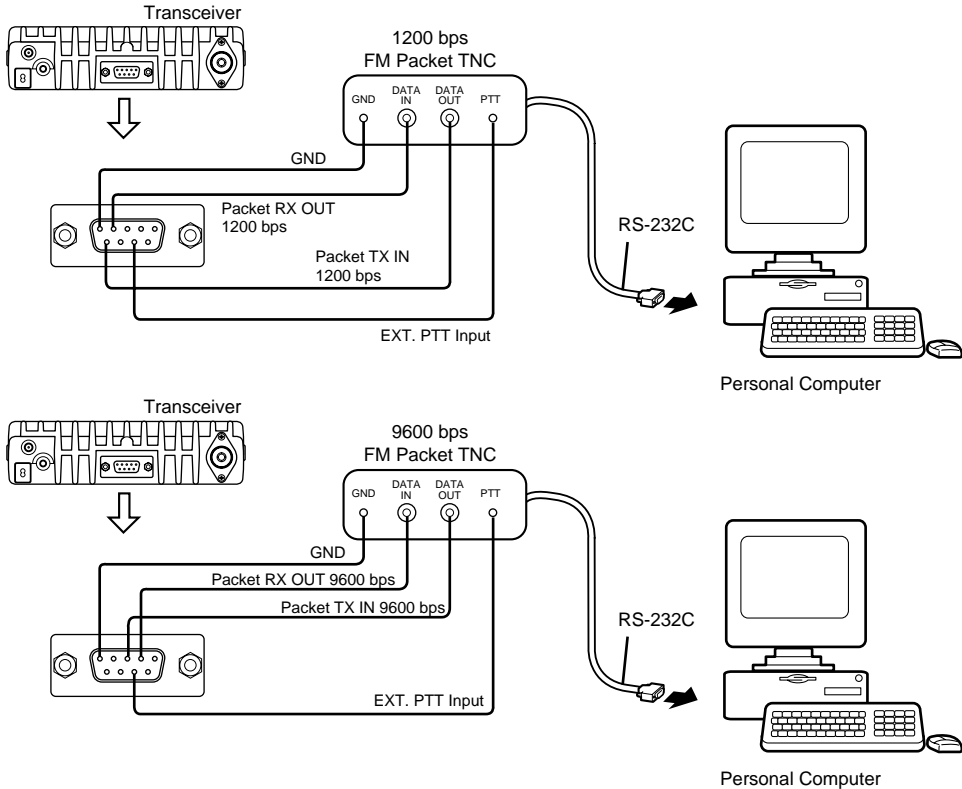 Transceiver
1200 bps
FM Packet TNC
GND
DATA
IN
DATA
OUT
PTT
GND
Packet RX OUT
1200 bps
Packet TX IN
1200 bps
EXT. PTT Input
RS-232C
Personal Computer
Transceiver
9600 bps
FM Packet TNC
GND
DATA
IN
DATA
OUT
PTT
GND
Packet RX OUT 9600 bps
Packet TX IN 9600 bps
EXT. PTT Input
RS-232C
Personal Computer